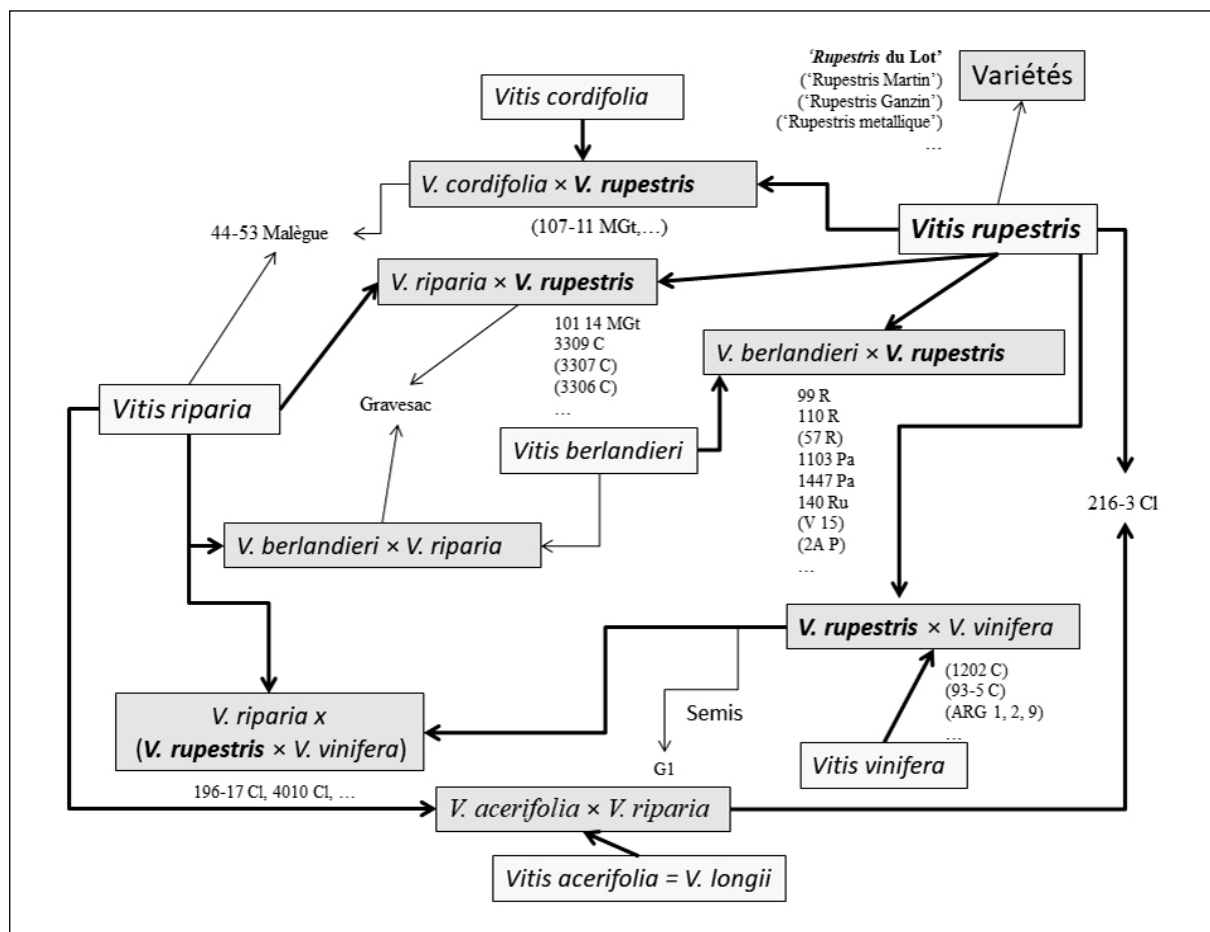 ‘Rupestris du Lot’
(‘Rupestris Martin’)
(‘Rupestris Ganzin’)
(‘Rupestris metallique’)
…
Variétés
Vitis cordifolia
V. cordifolia × V. rupestris
(107-11 MGt,…)
44-53 Malègue
Vitis rupestris
V. riparia × V. rupestris
101 14 MGt
3309 C
(3307 C)
(3306 C)
…
V. berlandieri × V. rupestris
99 R
110 R
(57 R)
1103 Pa
1447 Pa
140 Ru
(V 15)
(2A P)
…
Vitis riparia
Gravesac
Vitis berlandieri
216-3 Cl
V. berlandieri × V. riparia
V. rupestris × V. vinifera
(1202 C)
(93-5 C)
(ARG 1, 2, 9)
…
Semis
G1
Vitis vinifera
V. riparia x
(V. rupestris × V. vinifera)
196-17 Cl, 4010 Cl, …
V. acerifolia × V. riparia
Vitis acerifolia = V. longii